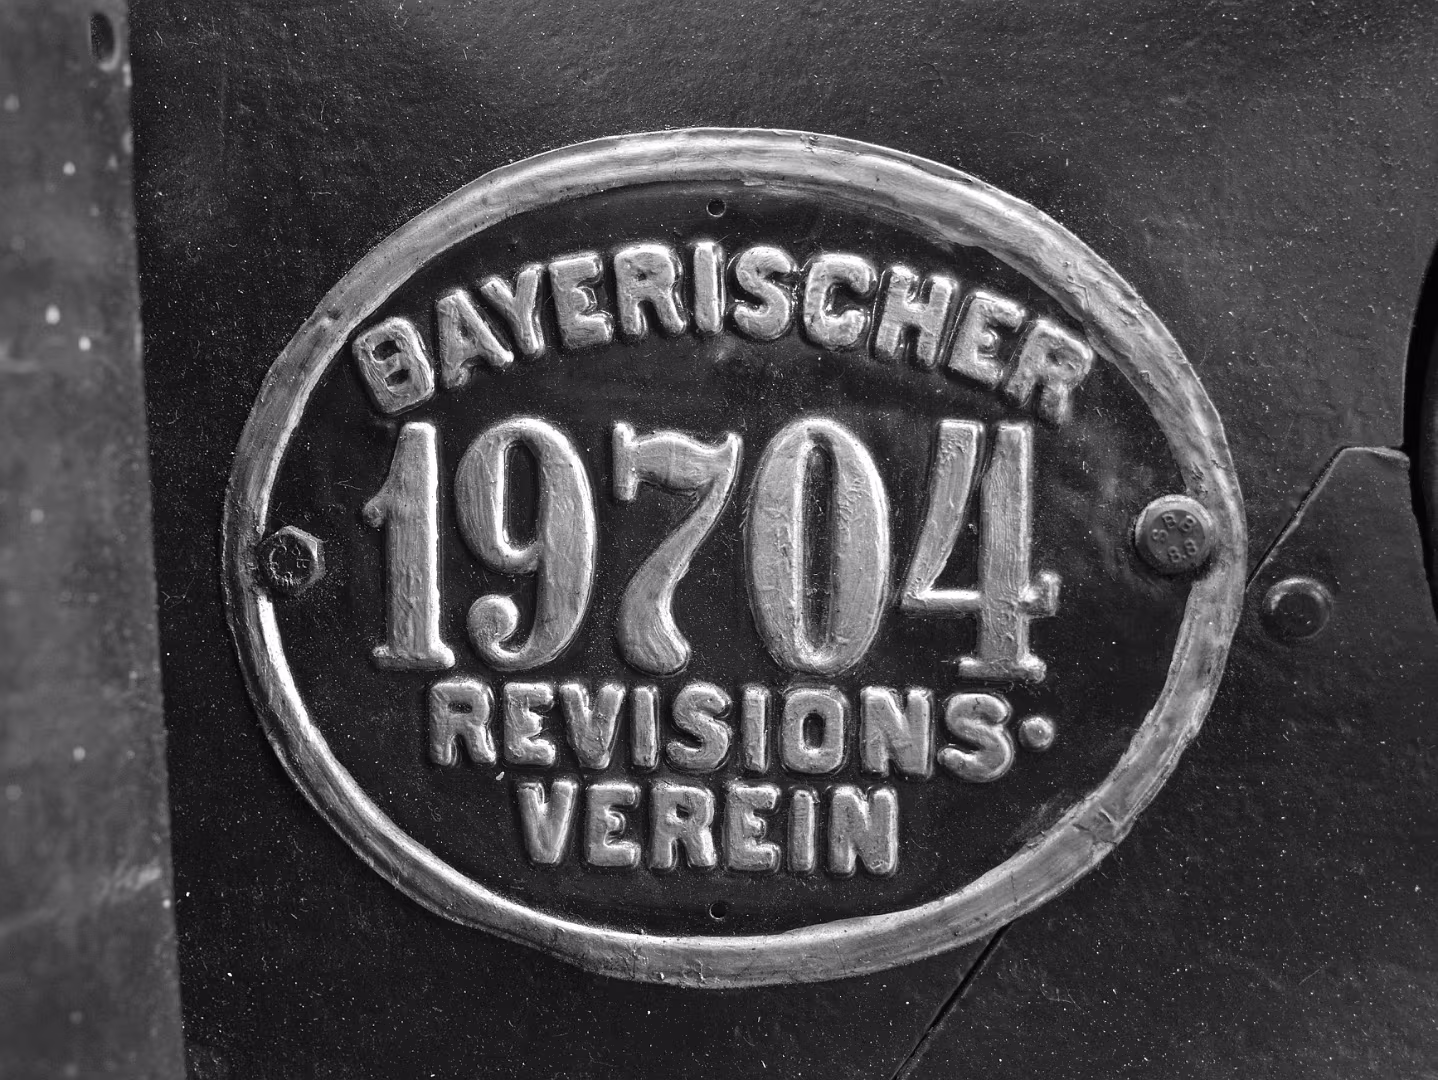 BAYERISCHER
19704
REVISIONS·
VEREIN